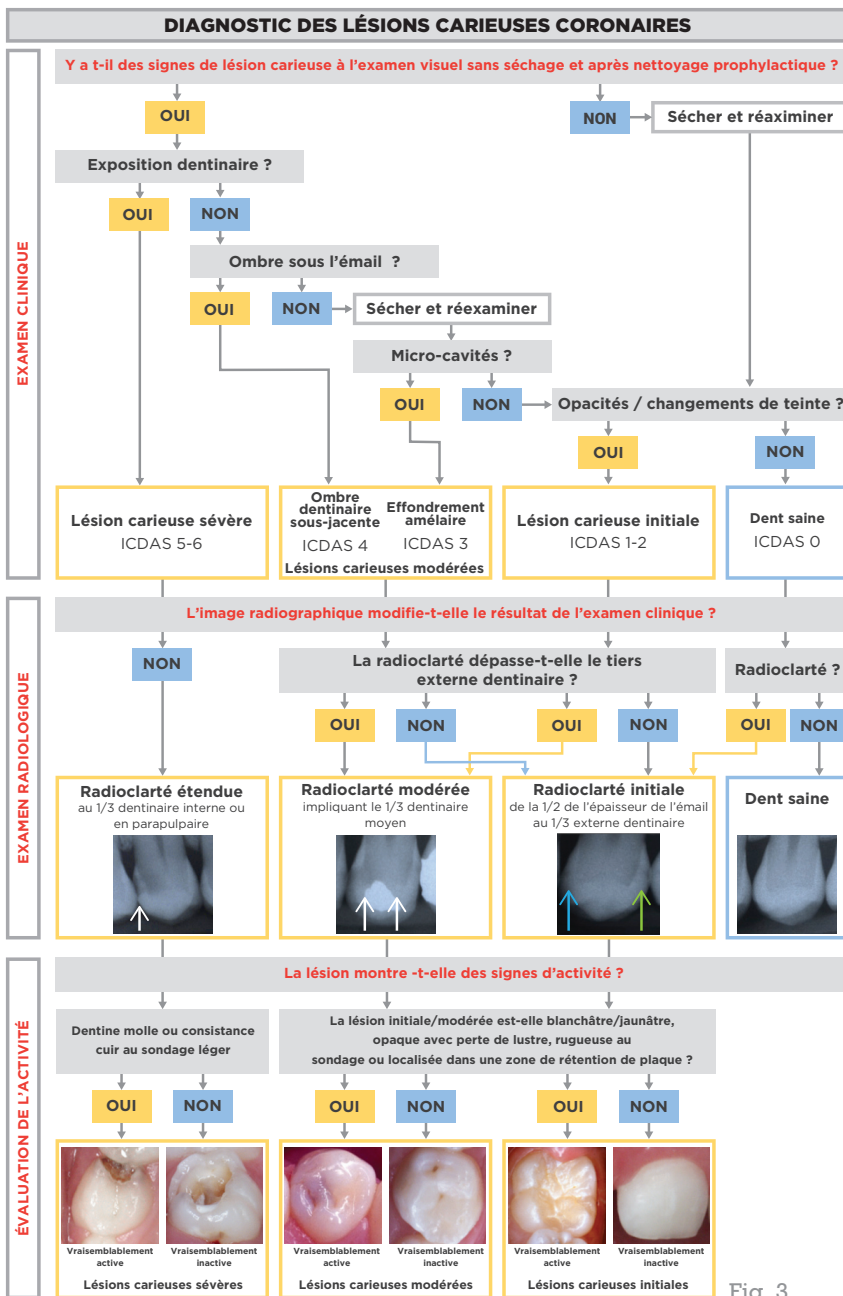 DIAGNOSTIC DES LÉSIONS CARIEUSES CORONAIRES
EXAMEN CLINIQUE
Y a t-il des signes de lésion carieuse à l'examen visuel sans séchage et après nettoyage prophylactique ?
OUI
NON
Sécher et réaximiner
Exposition dentinaire ?
OUI
NON
Ombre sous l'émail ?
OUI
NON
Sécher et réexaminer
Micro-cavités ?
OUI
NON
Opacités / changements de teinte ?
OUI
NON
Lésion carieuse sévère
ICDAS 5-6
Ombre
dentinaire
sous-jacente
ICDAS 4
Effondrement
amélaire
ICDAS 3
Lésions carieuses modérées
Lésion carieuse initiale
ICDAS 1-2
Dent saine
ICDAS 0
EXAMEN RADIOLOGIQUE
L'image radiographique modifie-t-elle le résultat de l'examen clinique ?
NON
La radioclarté dépasse-t-elle le tiers
externe dentinaire ?
Radioclarté ?
OUI
NON
OUI
NON
OUI
NON
Radioclarté étendue
au 1/3 dentinaire interne ou
en parapulpaire
Radioclarté modérée
impliquant le 1/3 dentinaire
moyen
Radioclarté initiale
de la 1/2 de l'épaisseur de l'émail
au 1/3 externe dentinaire
Dent saine
ÉVALUATION DE L'ACTIVITÉ
La lésion montre -t-elle des signes d'activité ?
Dentine molle ou consistance
cuir au sondage léger
La lésion initiale/modérée est-elle blanchâtre/jaunâtre,
opaque avec perte de lustre, rugueuse au
sondage ou localisée dans une zone de rétention de plaque ?
OUI
NON
OUI
NON
OUI
NON
Vraisemblablement
active
Vraisemblablement
inactive
Lésions carieuses sévères
Vraisemblablement
active
Vraisemblablement
inactive
Lésions carieuses modérées
Vraisemblablement
active
Vraisemblablement
inactive
Lésions carieuses initiales
Fig. 3